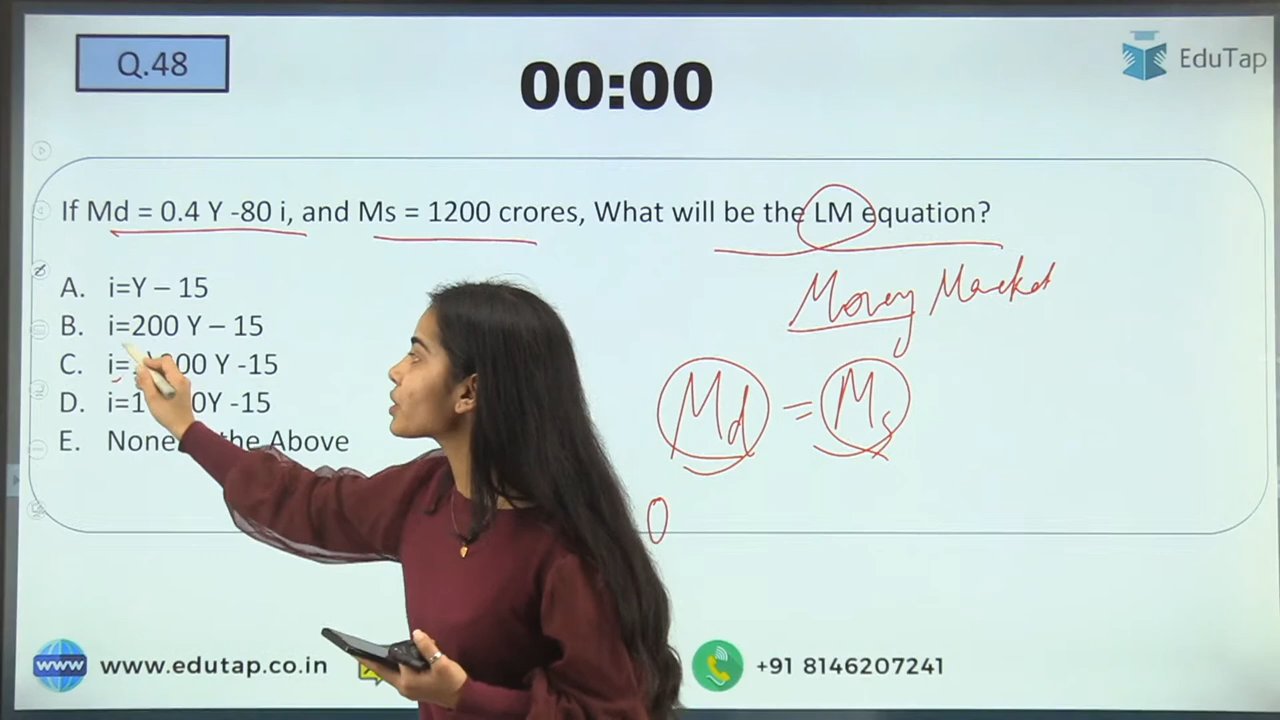 Q.48
00:00
EduTap
If Md = 0.4 Y -80 i, and Ms = 1200 crores, What will be the LM equation?
A. i=Y – 15
B. i=200 Y – 15
Money Market
C. i= 00 Y -15
D. i=1 0Y -15
Md = Ms
E. None the Above
0
www www.edutap.co.in
+91 8146207241